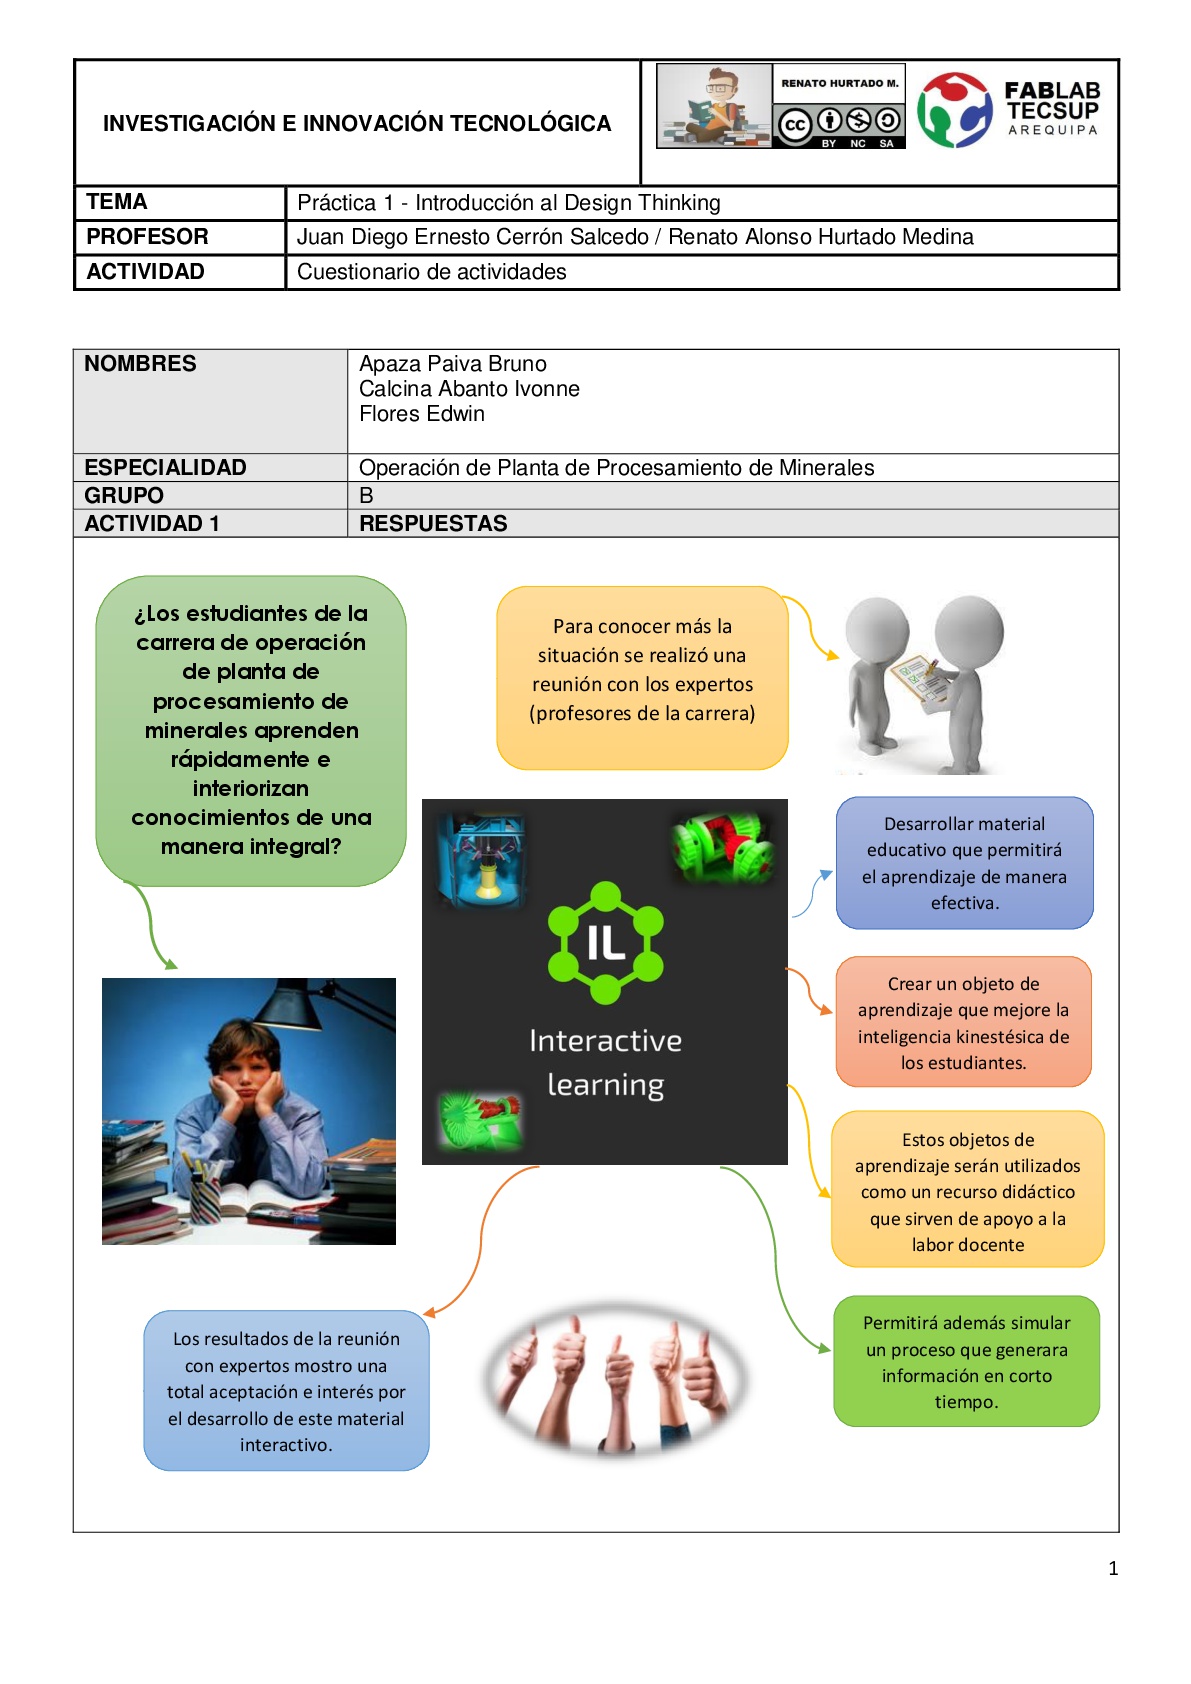 INVESTIGACIÓN E INNOVACIÓN TECNOLÓGICA
RENATO HURTADO M.
CC
BY NC SA
FABLAB
TECSUP
AREQUIPA
TEMA
Práctica 1 - Introducción al Design Thinking
PROFESOR
Juan Diego Ernesto Cerrón Salcedo / Renato Alonso Hurtado Medina
ACTIVIDAD
Cuestionario de actividades
NOMBRES
Apaza Paiva Bruno
Calcina Abanto Ivonne
Flores Edwin
ESPECIALIDAD
Operación de Planta de Procesamiento de Minerales
GRUPO
B
ACTIVIDAD 1
RESPUESTAS
¿Los estudiantes de la
carrera de operación
de planta de
procesamiento de
minerales aprenden
rápidamente e
interiorizan
conocimientos de una
manera integral?
Para conocer más la
situación se realizó una
reunión con los expertos
(profesores de la carrera)
IL
Interactive
learning
Desarrollar material
educativo que permitirá
el aprendizaje de manera
efectiva.
Crear un objeto de
aprendizaje que mejore la
inteligencia kinestésica de
los estudiantes.
Estos objetos de
aprendizaje serán utilizados
como un recurso didáctico
que sirven de apoyo a la
labor docente
Permitirá además simular
un proceso que generara
información en corto
tiempo.
Los resultados de la reunión
con expertos mostro una
total aceptación e interés por
el desarrollo de este material
interactivo.
1